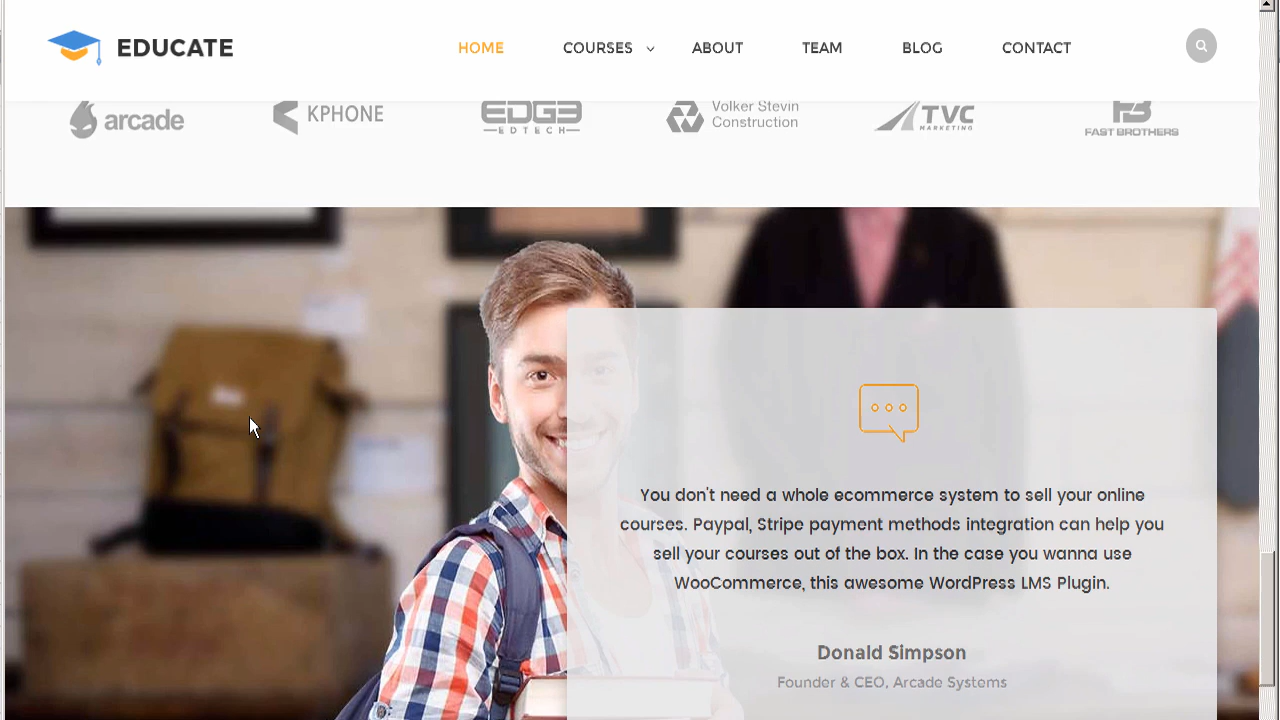 EDUCATE
HOME COURSES ABOUT TEAM BLOG CONTACT
arcade
KPHONE
EDG3
EDTECH
Volker Stevin
Construction
TVC
MARKETING
FB
FAST BROTHERS
You don't need a whole ecommerce system to sell your online
courses. Paypal, Stripe payment methods integration can help you
sell your courses out of the box. In the case you wanna use
WooCommerce, this awesome WordPress LMS Plugin.
Donald Simpson
Founder & CEO, Arcade Systems